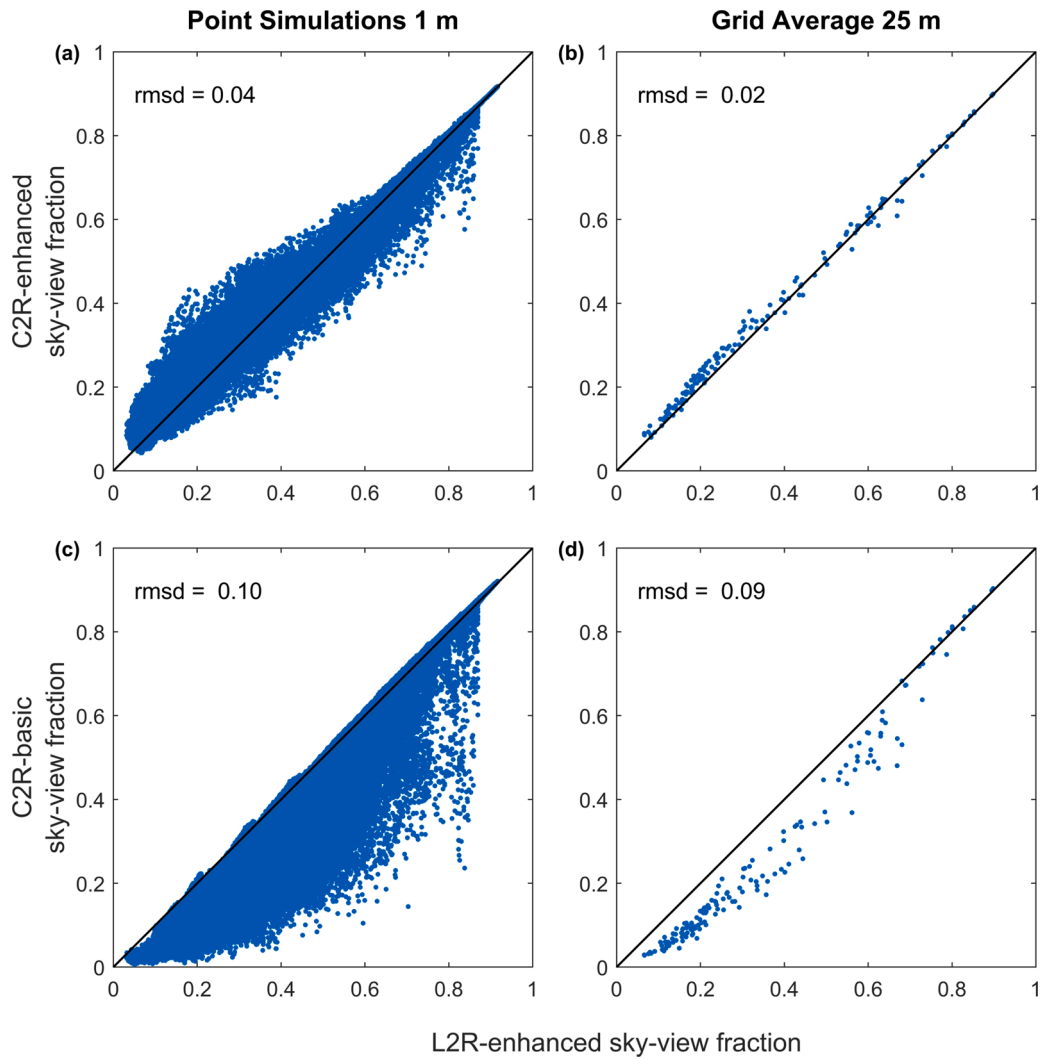 Point Simulations 1 m
Grid Average 25 m
(a)
rmsd = 0.04
1
0.8
0.6
0.4
0.2
0
0 0.2 0.4 0.6 0.8 1
C2R-enhanced
sky-view fraction
(b)
rmsd = 0.02
1
0.8
0.6
0.4
0.2
0
0 0.2 0.4 0.6 0.8 1
(c)
rmsd = 0.10
1
0.8
0.6
0.4
0.2
0
0 0.2 0.4 0.6 0.8 1
C2R-basic
sky-view fraction
(d)
rmsd = 0.09
1
0.8
0.6
0.4
0.2
0
0 0.2 0.4 0.6 0.8 1
L2R-enhanced sky-view fraction